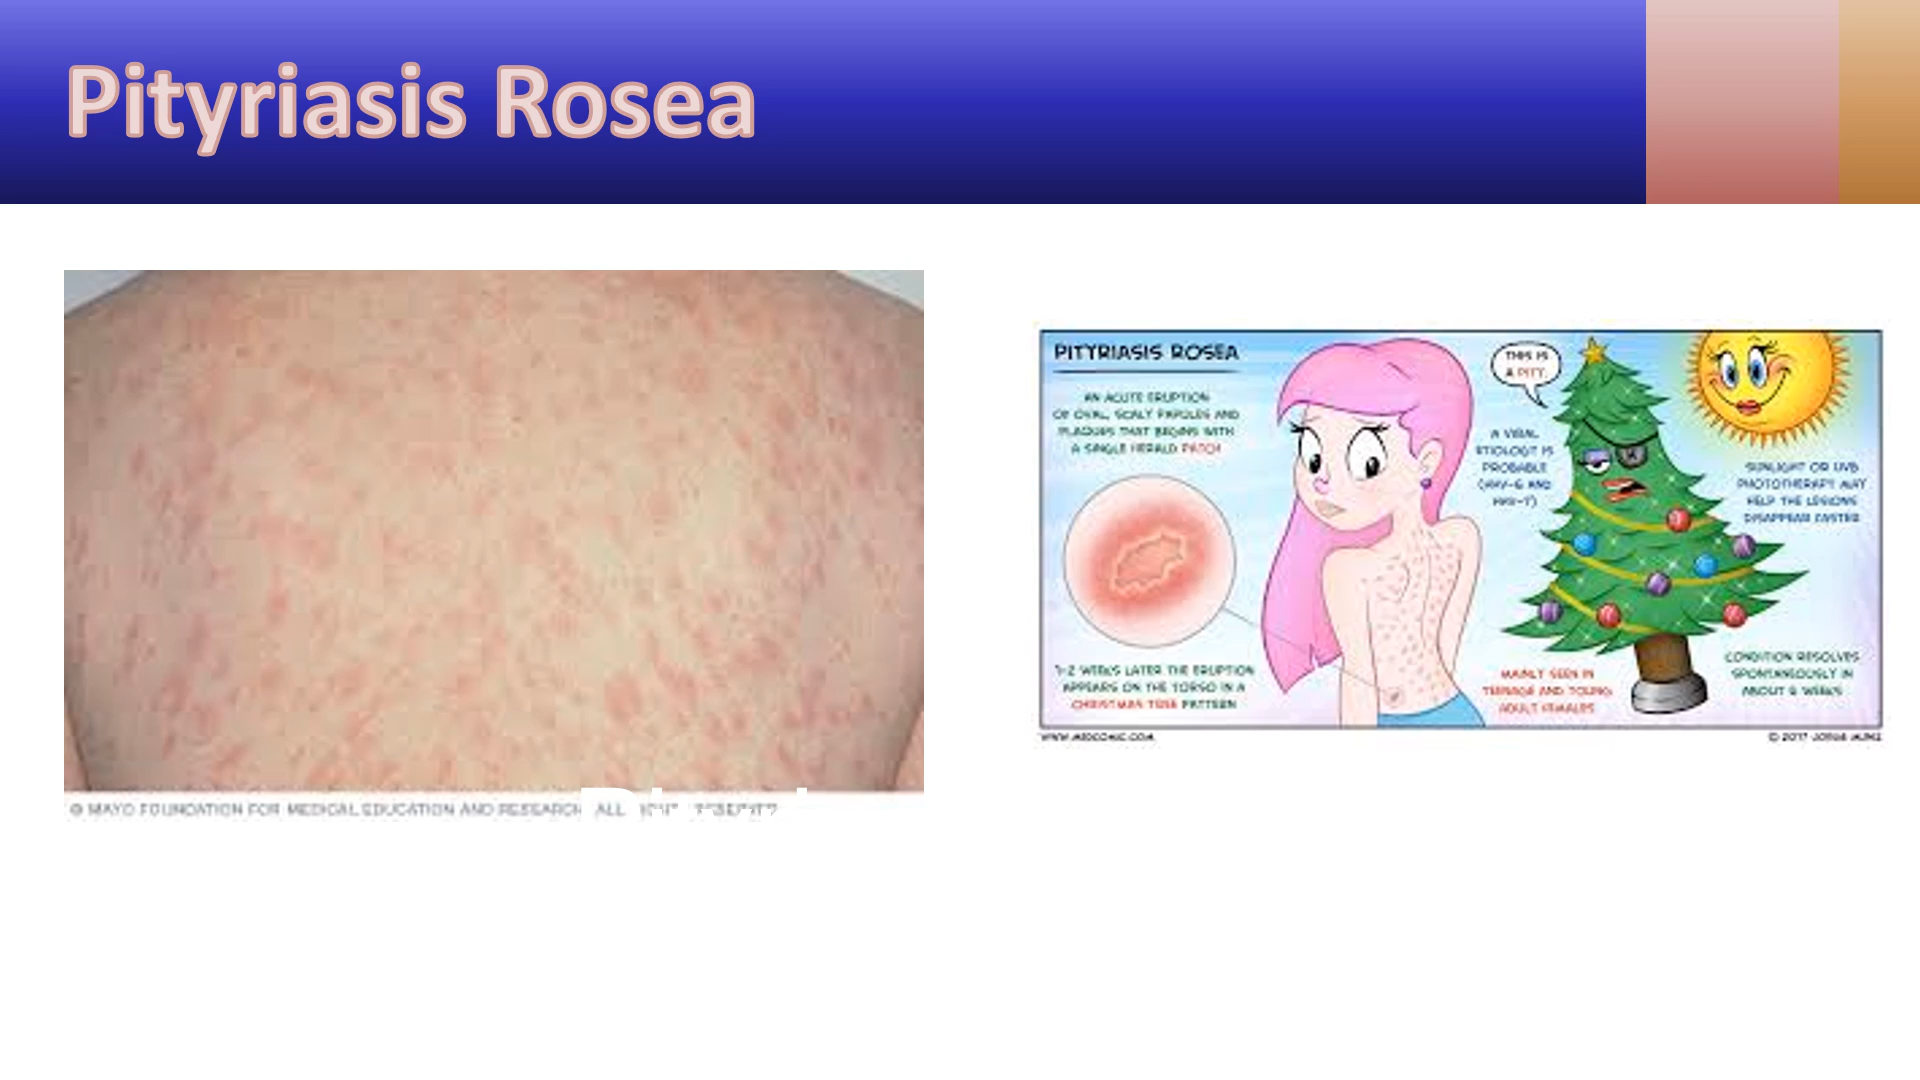 Pityriasis Rosea
© MAYO FOUNDATION FOR MEDICAL EDUCATION AND RESEARCH. ALL
PITYRIASIS ROSEA
AN ACUTE ERUPTION
OF OVAL, SCALY PAPULES AND
PLAQUES THAT BEGINS WITH
A SINGLE HERALD PATCH
1-2 WEEKS LATER THE ERUPTION
APPEARS ON THE TORSO IN A
CHRISTMAS TREE PATTERN
THIS IS
A PITY.
A VIRAL
ETIOLOGY IS
PROBABLE
(HHV-6 AND
HHV-7)
SUNLIGHT OR UVB
PHOTOTHERAPY MAY
HELP THE LESIONS
DISAPPEAR FASTER
MAINLY SEEN IN
TEENAGE AND YOUNG
ADULT FEMALES
CONDITION RESOLVES
SPONTANEOUSLY IN
ABOUT WEEKS
WWW.MEDCOMIC.COM
© 2017 JORGE MUNIZ